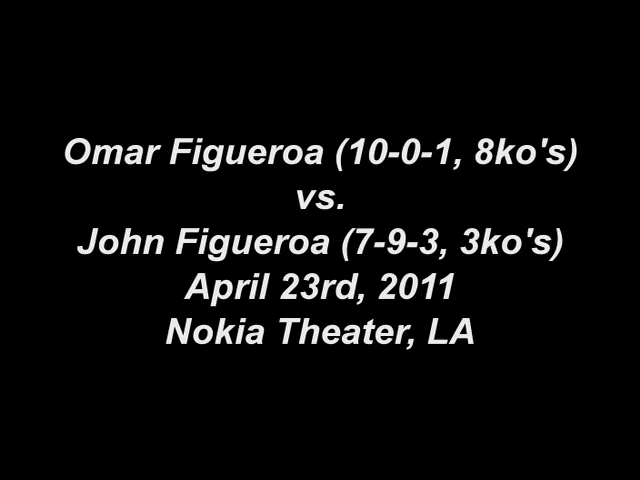 Omar Figueroa (10-0-1, 8ko's)
vs.
John Figueroa (7-9-3, 3ko's)
April 23rd, 2011
Nokia Theater, LA